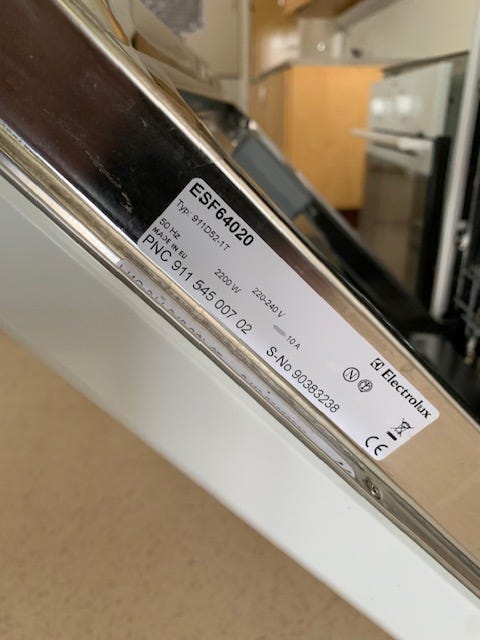 ESF64020
Typ: 911D52-1T
50 Hz 2200 W 220-240 V
MADE IN EU 10 A
PNC 911 545 007 02 S-No 90383238
N
Electrolux
CE